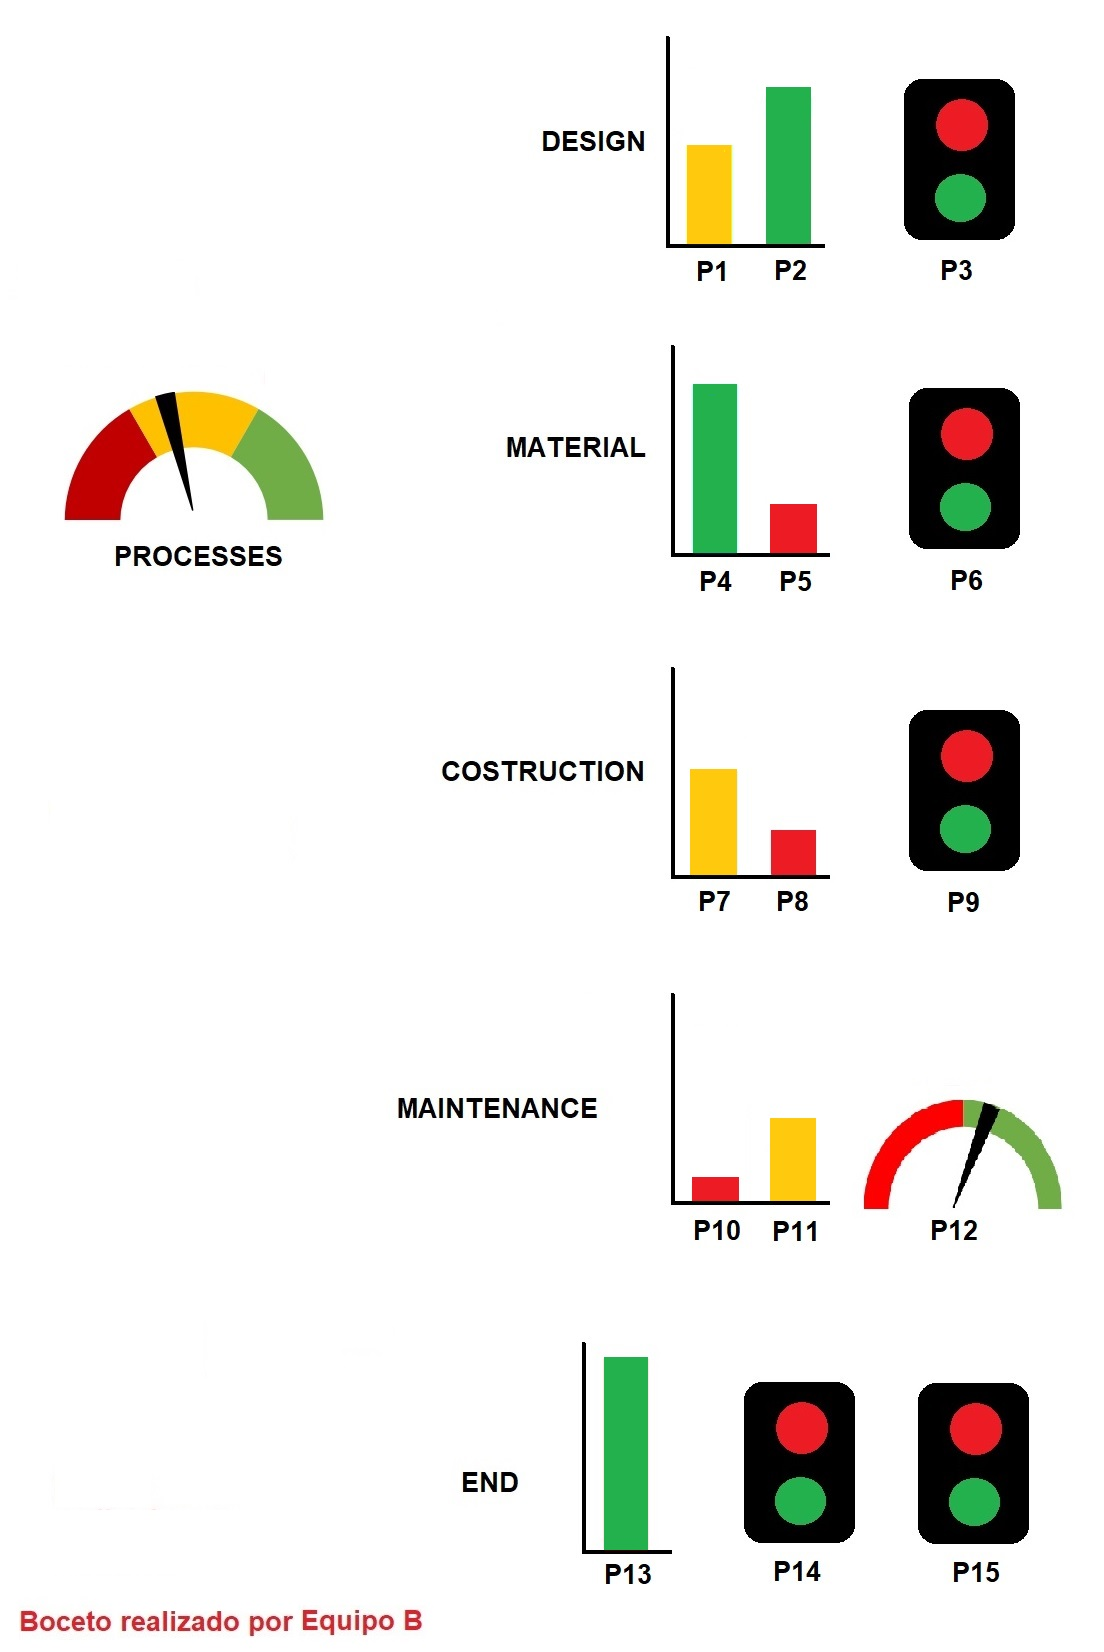 DESIGN
P1
P2
P3
MATERIAL
P4
P5
P6
PROCESSES
COSTRUCTION
P7
P8
P9
MAINTENANCE
P10
P11
P12
END
P13
P14
P15
Boceto realizado por Equipo B